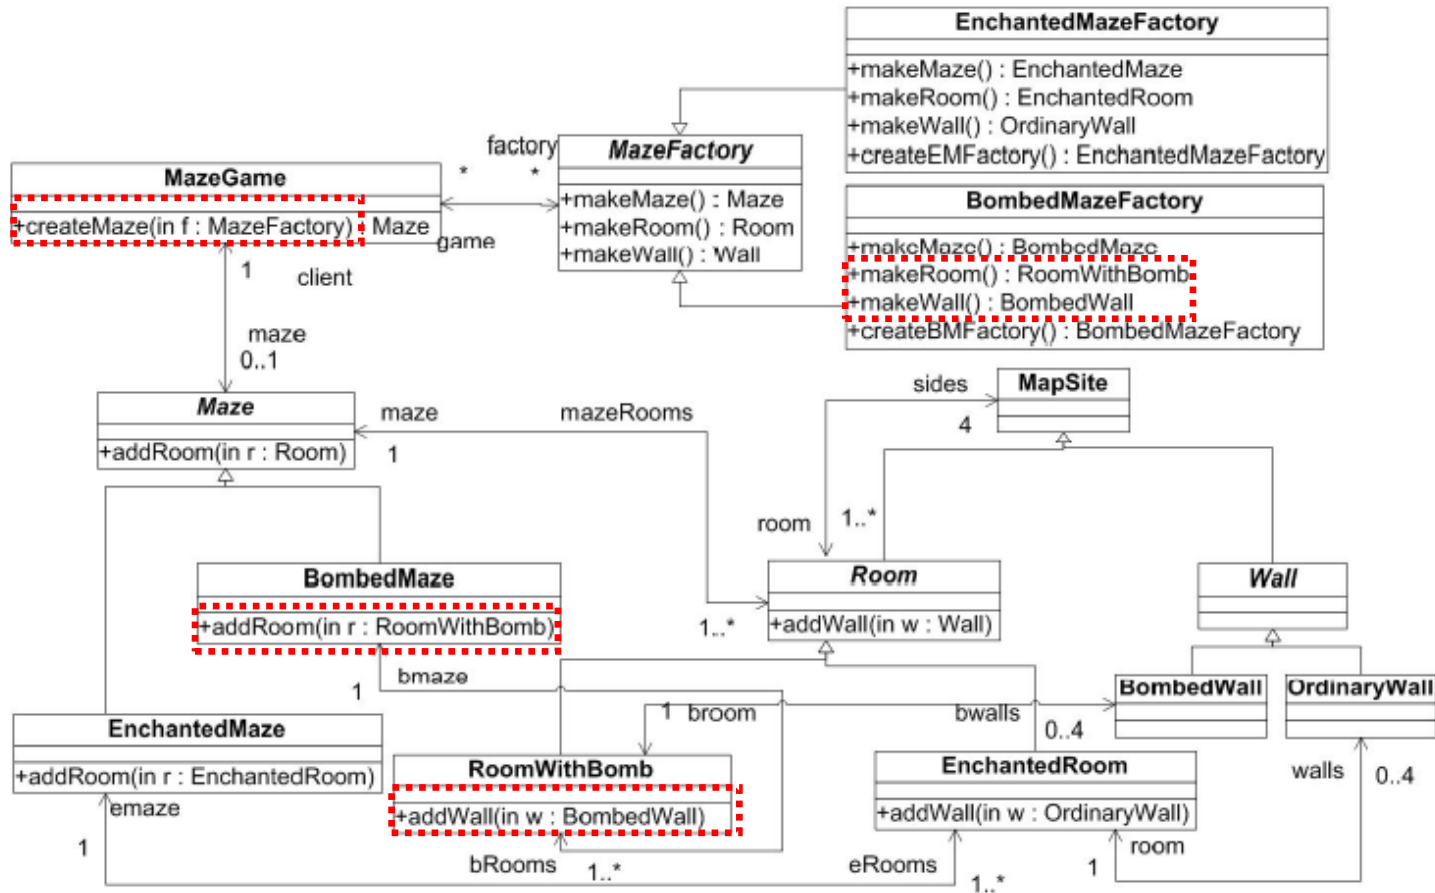 EnchantedMazeFactory
+makeMaze() : EnchantedMaze
+makeRoom() : EnchantedRoom
+makeWall() : OrdinaryWall
+createEMFactory() : EnchantedMazeFactory
factory
*
*
MazeFactory
+makeMaze() : Maze
+makeRoom() : Room
+makeWall() : Wall
MazeGame
+createMaze(in f : MazeFactory) : Maze
game
BombedMazeFactory
+makeMaze() : BombedMaze
+makeRoom() : RoomWithBomb
+makeWall() : BombedWall
+createBMFactory() : BombedMazeFactory
1
client
maze
0..1
Maze
+addRoom(in r : Room)
maze
1
mazeRooms
1..*
sides
4
MapSite
room
1..*
Room
+addWall(in w : Wall)
Wall
BombedMaze
+addRoom(in r : RoomWithBomb)
1
bmaze
BombedWall
OrdinaryWall
1
broom
bwalls
0..4
EnchantedMaze
+addRoom(in r : EnchantedRoom)
emaze
1
RoomWithBomb
+addWall(in w : BombedWall)
bRooms
1..*
EnchantedRoom
+addWall(in w : OrdinaryWall)
walls
0..4
room
1
eRooms
1..*